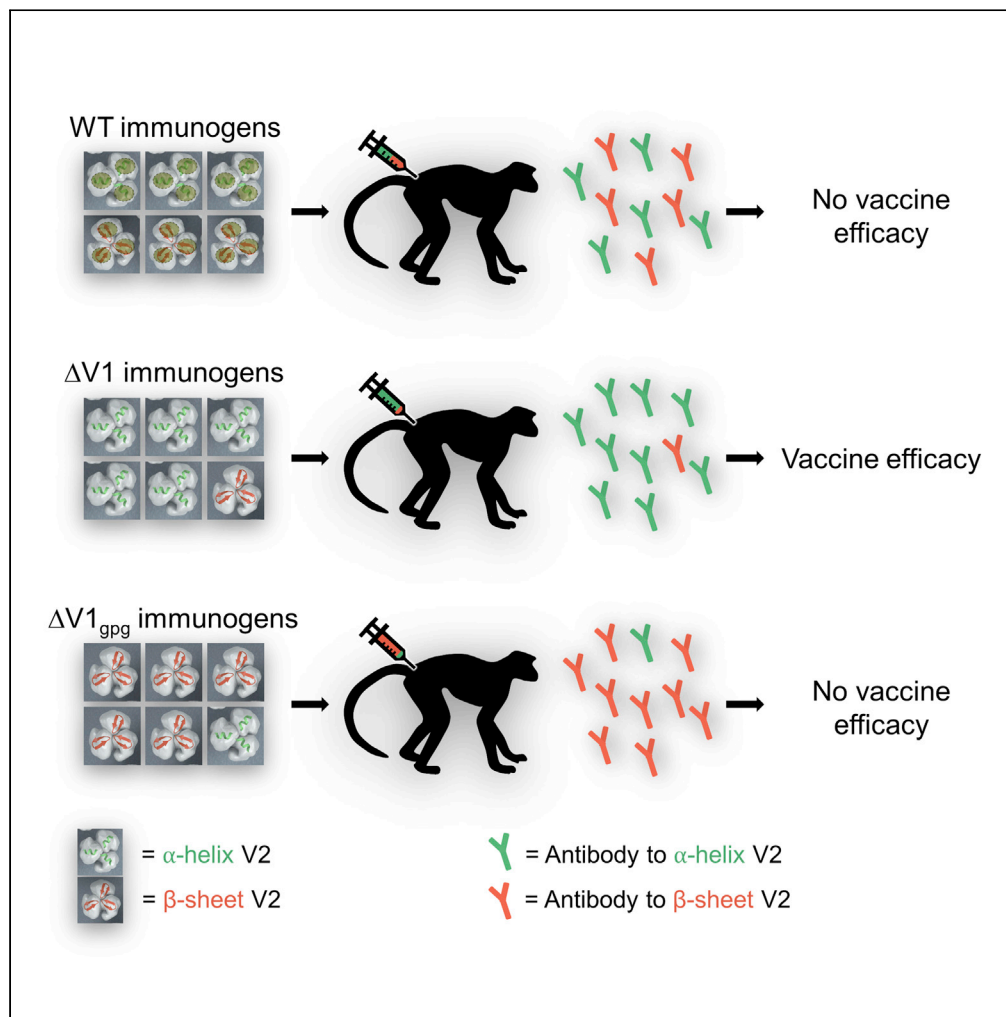 WT immunogens
No vaccine
efficacy
ΔV1 immunogens
Vaccine efficacy
ΔV1gpg immunogens
No vaccine
efficacy
= α-helix V2
= β-sheet V2
= Antibody to α-helix V2
= Antibody to β-sheet V2